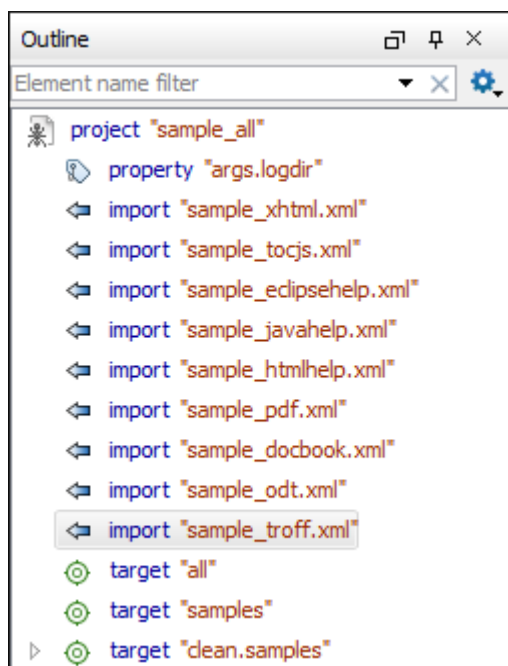 Outline
Element name filter
project "sample_all"
property "args.logdir"
import "sample_xhtml.xml"
import "sample_tocjs.xml"
import "sample_eclipsehelp.xml"
import "sample_javahelp.xml"
import "sample_htmlhelp.xml"
import "sample_pdf.xml"
import "sample_docbook.xml"
import "sample_odt.xml"
import "sample_troff.xml"
target "all"
target "samples"
target "clean.samples"